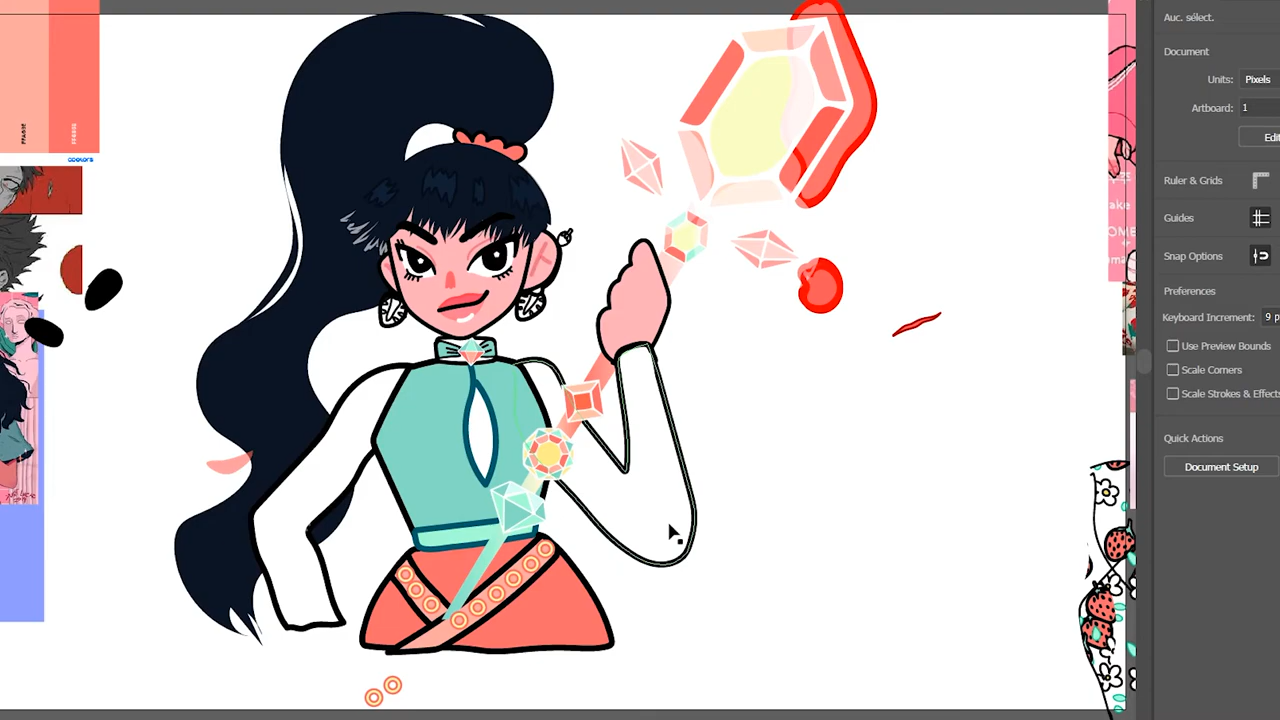 Auc. sélect.
Document
Units: Pixels
Artboard: 1
Edit
Ruler & Grids
Guides
Snap Options
Preferences
Keyboard Increment: 9 p
Use Preview Bounds
Scale Corners
Scale Strokes & Effects
Quick Actions
Document Setup
coolors